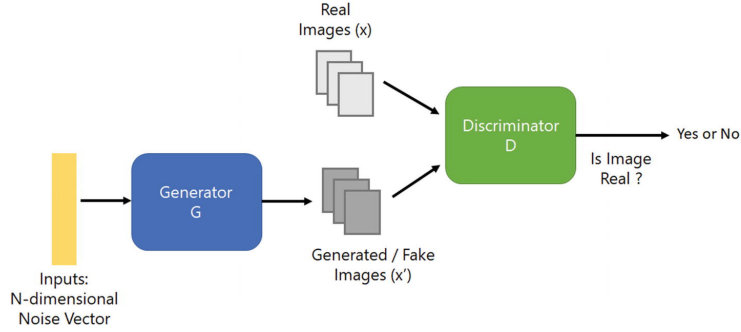 Real
Images (x)
Discriminator
D
Yes or No
Is Image
Real ?
Generator
G
Generated / Fake
Images (x')
Inputs:
N-dimensional
Noise Vector